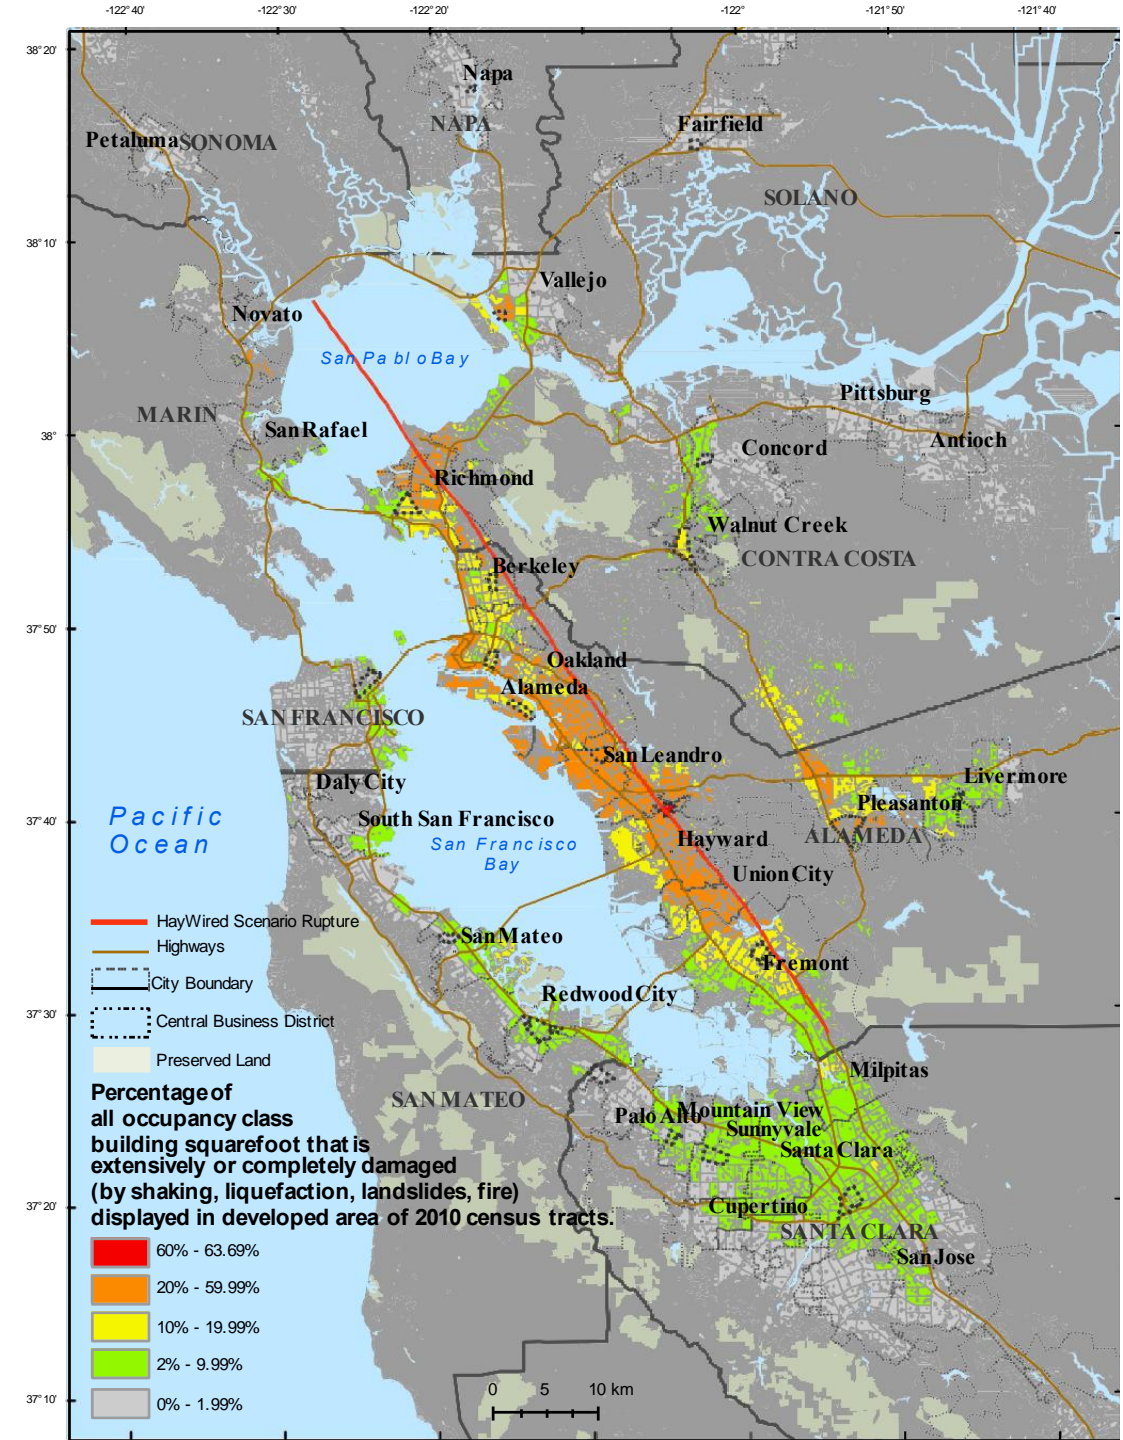 -122°40' -122°30' -122°20' -122° -121°50' -121°40'
38°20'
Napa
Petaluma SONOMA NAPA Fairfield
SOLANO
38°10'
Vallejo
Novato
San Pablo Bay
Pittsburg
MARIN
38° San Rafael Concord Antioch
Richmond
Walnut Creek
CONTRA COSTA
Berkeley
37°50'
Oakland
Alameda
SAN FRANCISCO
San Leandro
Daly City Livermore
Pleasanton
Pacific
Ocean
37°40' South San Francisco
San Francisco
Bay
Hayward ALAMEDA
Union City
HayWired Scenario Rupture
Highways
San Mateo
Fremont
City Boundary
Redwood City
37°30' Central Business District
Preserved Land
Milpitas
Percentage of
all occupancy class
building squarefoot that is
extensively or completely damaged
(by shaking, liquefaction, landslides, fire)
displayed in developed area of 2010 census tracts.
SAN MATEO
Palo Alto Mountain View
Sunnyvale
Santa Clara
37°20' Cupertino
SANTA CLARA
San Jose
60% - 63.69%
20% - 59.99%
10% - 19.99%
2% - 9.99%
0% - 1.99%
37°10'
0 5 10 km